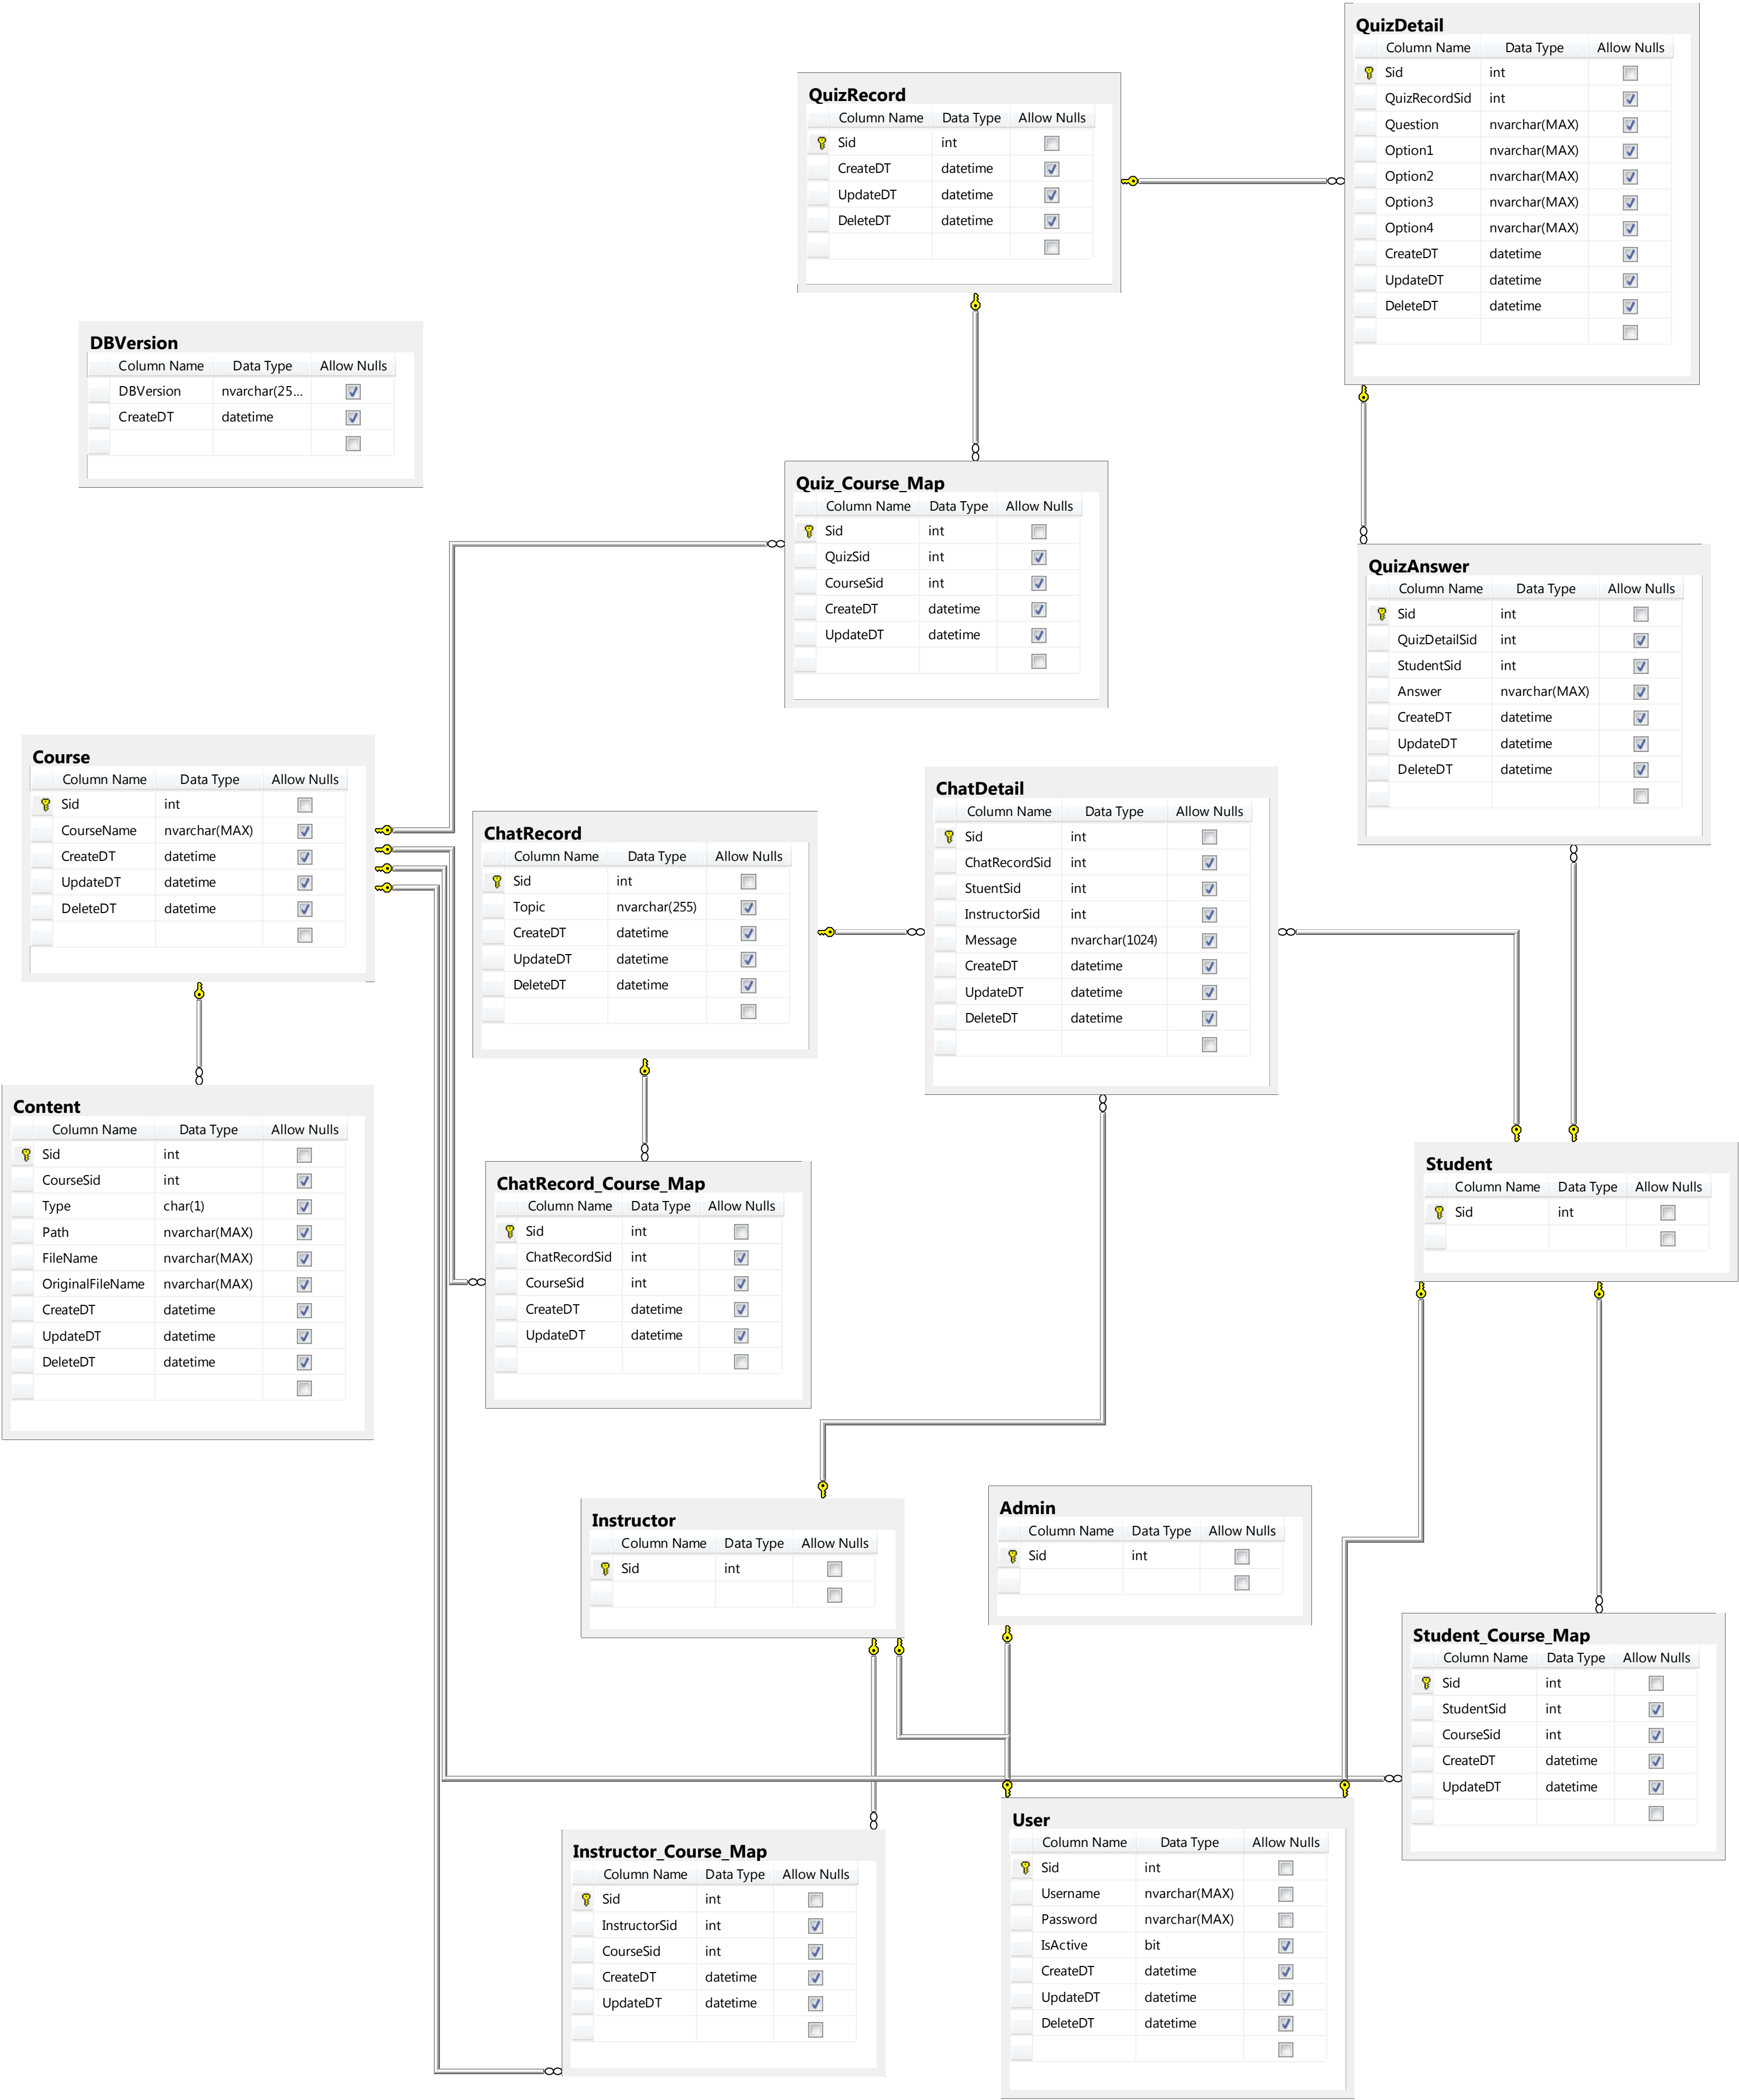 QuizDetail
Column Name Data Type Allow Nulls
Sid int
QuizRecordSid int
Question nvarchar(MAX)
Option1 nvarchar(MAX)
Option2 nvarchar(MAX)
Option3 nvarchar(MAX)
Option4 nvarchar(MAX)
CreateDT datetime
UpdateDT datetime
DeleteDT datetime
QuizRecord
Column Name Data Type Allow Nulls
Sid int
CreateDT datetime
UpdateDT datetime
DeleteDT datetime
DBVersion
Column Name Data Type Allow Nulls
DBVersion nvarchar(25...
CreateDT datetime
Quiz_Course_Map
Column Name Data Type Allow Nulls
Sid int
QuizSid int
CourseSid int
CreateDT datetime
UpdateDT datetime
QuizAnswer
Column Name Data Type Allow Nulls
Sid int
QuizDetailSid int
StudentSid int
Answer nvarchar(MAX)
CreateDT datetime
UpdateDT datetime
DeleteDT datetime
Course
Column Name Data Type Allow Nulls
Sid int
CourseName nvarchar(MAX)
CreateDT datetime
UpdateDT datetime
DeleteDT datetime
ChatRecord
Column Name Data Type Allow Nulls
Sid int
Topic nvarchar(255)
CreateDT datetime
UpdateDT datetime
DeleteDT datetime
ChatDetail
Column Name Data Type Allow Nulls
Sid int
ChatRecordSid int
StuentSid int
InstructorSid int
Message nvarchar(1024)
CreateDT datetime
UpdateDT datetime
DeleteDT datetime
Content
Column Name Data Type Allow Nulls
Sid int
CourseSid int
Type char(1)
Path nvarchar(MAX)
FileName nvarchar(MAX)
OriginalFileName nvarchar(MAX)
CreateDT datetime
UpdateDT datetime
DeleteDT datetime
ChatRecord_Course_Map
Column Name Data Type Allow Nulls
Sid int
ChatRecordSid int
CourseSid int
CreateDT datetime
UpdateDT datetime
Student
Column Name Data Type Allow Nulls
Sid int
Instructor
Column Name Data Type Allow Nulls
Sid int
Admin
Column Name Data Type Allow Nulls
Sid int
Student_Course_Map
Column Name Data Type Allow Nulls
Sid int
StudentSid int
CourseSid int
CreateDT datetime
UpdateDT datetime
Instructor_Course_Map
Column Name Data Type Allow Nulls
Sid int
InstructorSid int
CourseSid int
CreateDT datetime
UpdateDT datetime
User
Column Name Data Type Allow Nulls
Sid int
Username nvarchar(MAX)
Password nvarchar(MAX)
IsActive bit
CreateDT datetime
UpdateDT datetime
DeleteDT datetime